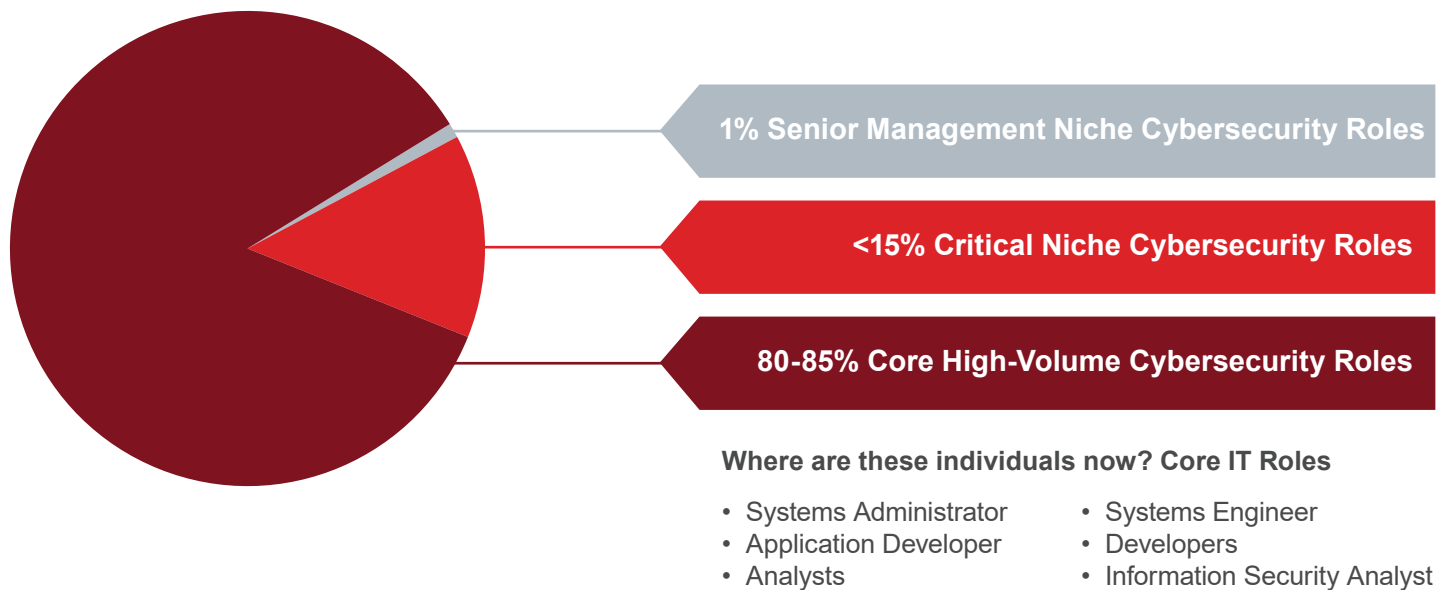 1% Senior Management Niche Cybersecurity Roles
<15% Critical Niche Cybersecurity Roles
80-85% Core High-Volume Cybersecurity Roles
Where are these individuals now? Core IT Roles
• Systems Administrator
• Application Developer
• Analysts
• Systems Engineer
• Developers
• Information Security Analyst